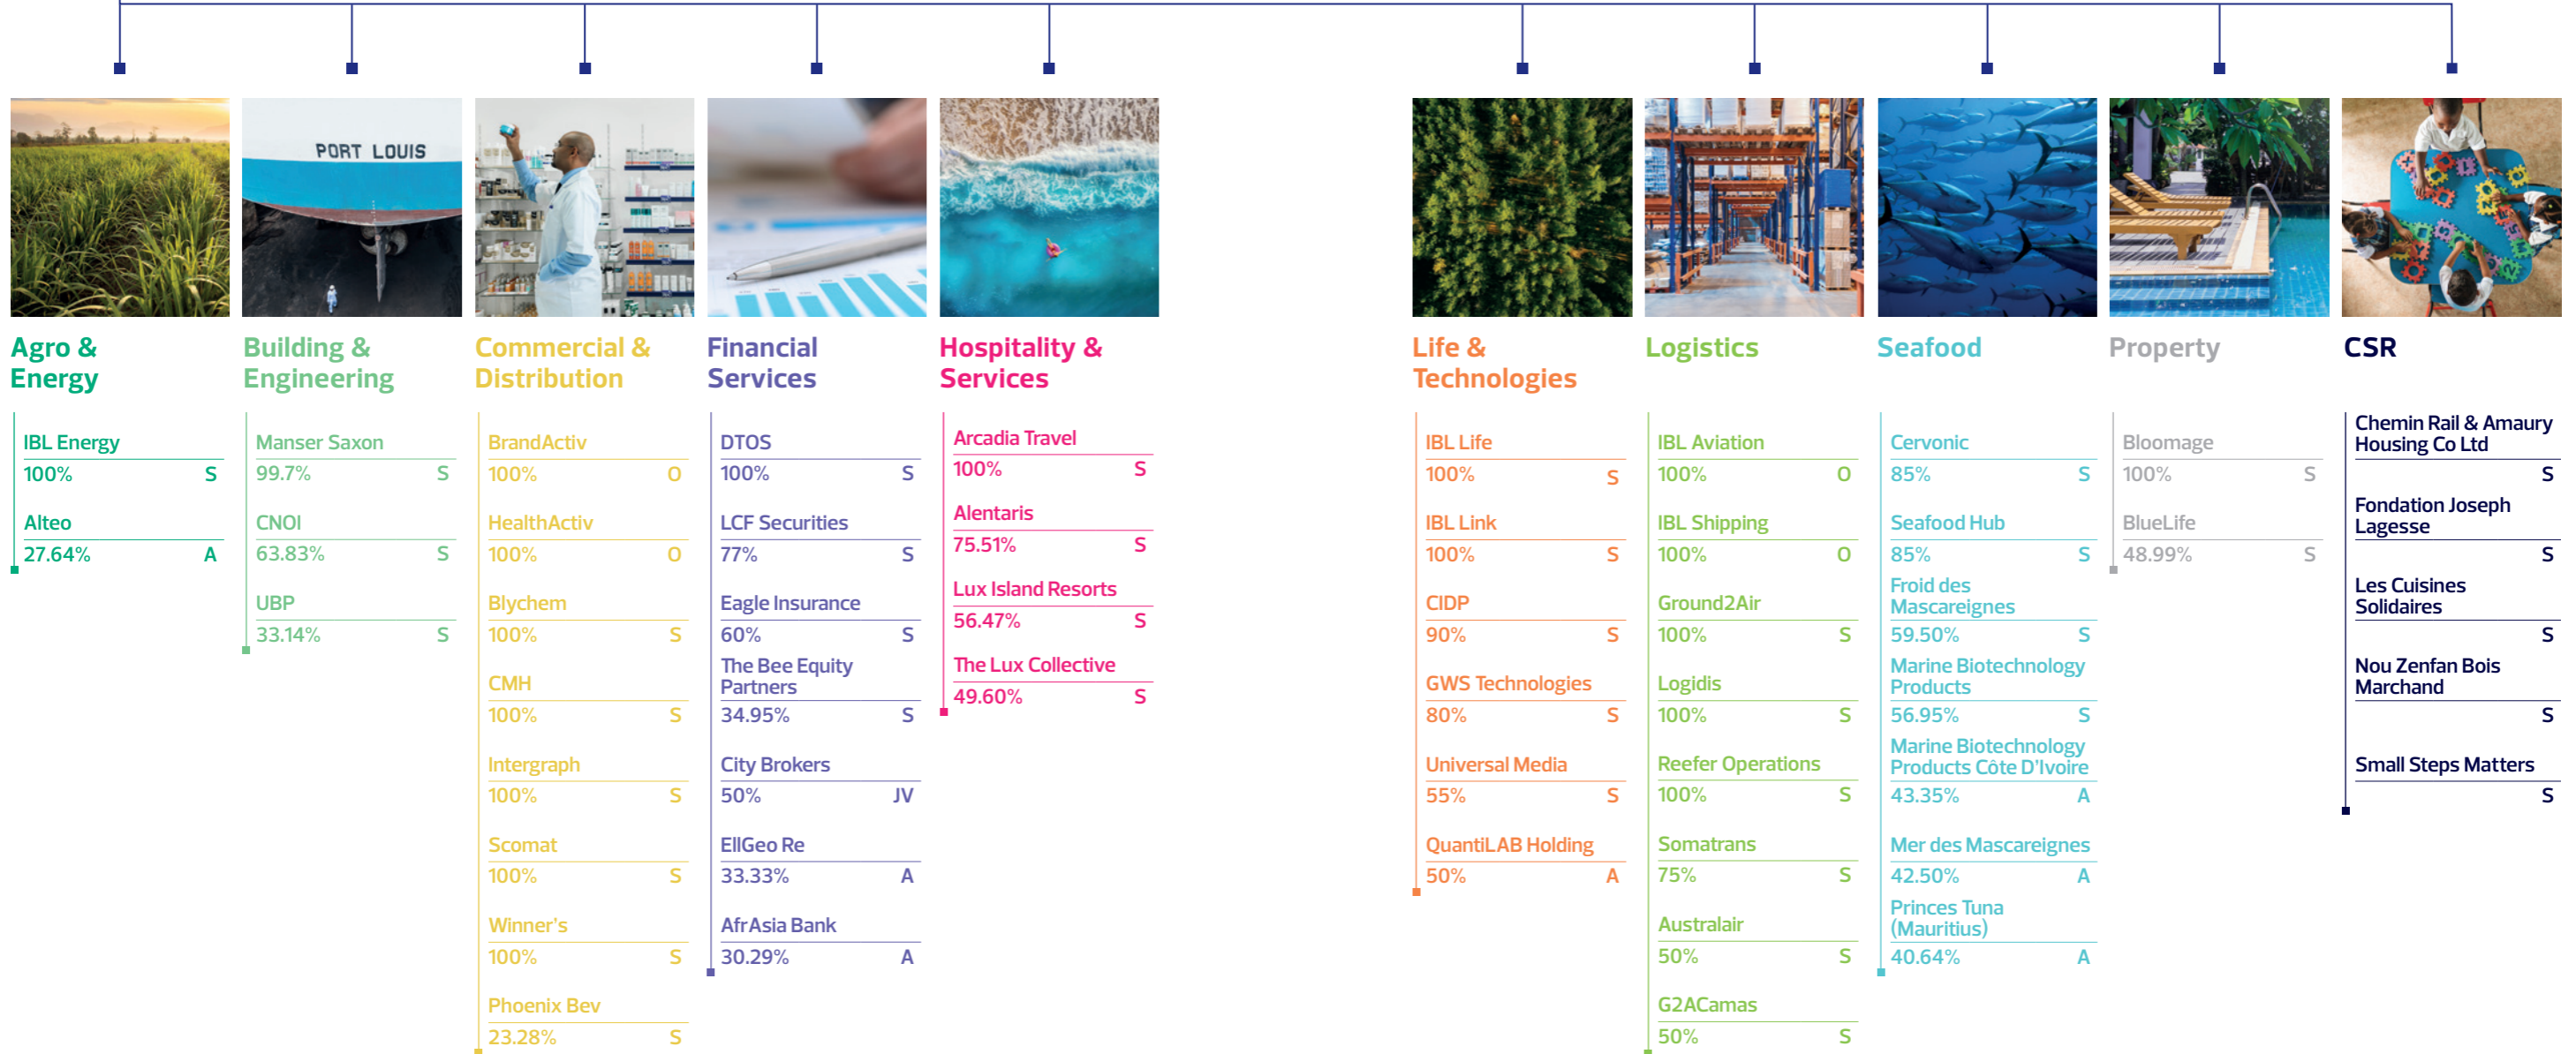 PORT LOUIS
Agro &
Energy
IBL Energy
100% S
Alteo
27.64% A
Building &
Engineering
Manser Saxon
99.7% S
CNOI
63.83% S
UBP
33.14% S
Commercial &
Distribution
BrandActiv
100% O
HealthActiv
100% O
Blychem
100% S
CMH
100% S
Intergraph
100% S
Scomat
100% S
Winner's
100% S
Phoenix Bev
23.28% S
Financial
Services
DTOS
100% S
LCF Securities
77% S
Eagle Insurance
60% S
The Bee Equity
Partners
34.95% S
City Brokers
50% JV
EllGeo Re
33.33% A
AfrAsia Bank
30.29% A
Hospitality &
Services
Arcadia Travel
100% S
Alentaris
75.51% S
Lux Island Resorts
56.47% S
The Lux Collective
49.60% S
Life &
Technologies
IBL Life
100% S
IBL Link
100% S
CIDP
90% S
GWS Technologies
80% S
Universal Media
55% S
QuantiLAB Holding
50% A
Logistics
IBL Aviation
100% O
IBL Shipping
100% O
Ground2Air
100% S
Logidis
100% S
Reefer Operations
100% S
Somatrans
75% S
Australair
50% S
G2ACamas
50% S
Seafood
Cervonic
85% S
Seafood Hub
85% S
Froid des
Mascareignes
59.50% S
Marine Biotechnology
Products
56.95% S
Marine Biotechnology
Products Côte D'Ivoire
43.35% A
Mer des Mascareignes
42.50% A
Princes Tuna
(Mauritius)
40.64% A
Property
Bloomage
100% S
BlueLife
48.99% S
CSR
Chemin Rail & Amaury
Housing Co Ltd
S
Fondation Joseph
Lagesse
S
Les Cuisines
Solidaires
S
Nou Zenfan Bois
Marchand
S
Small Steps Matters
S